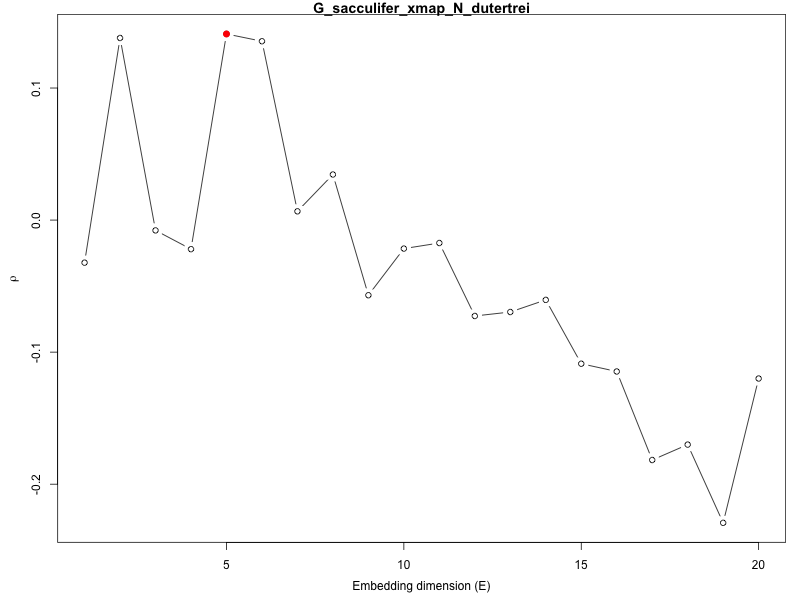 G_sacculifer_xmap_N_dutertrei
0.1
0.0
-0.1
-0.2
ρ
5 10 15 20
Embedding dimension (E)